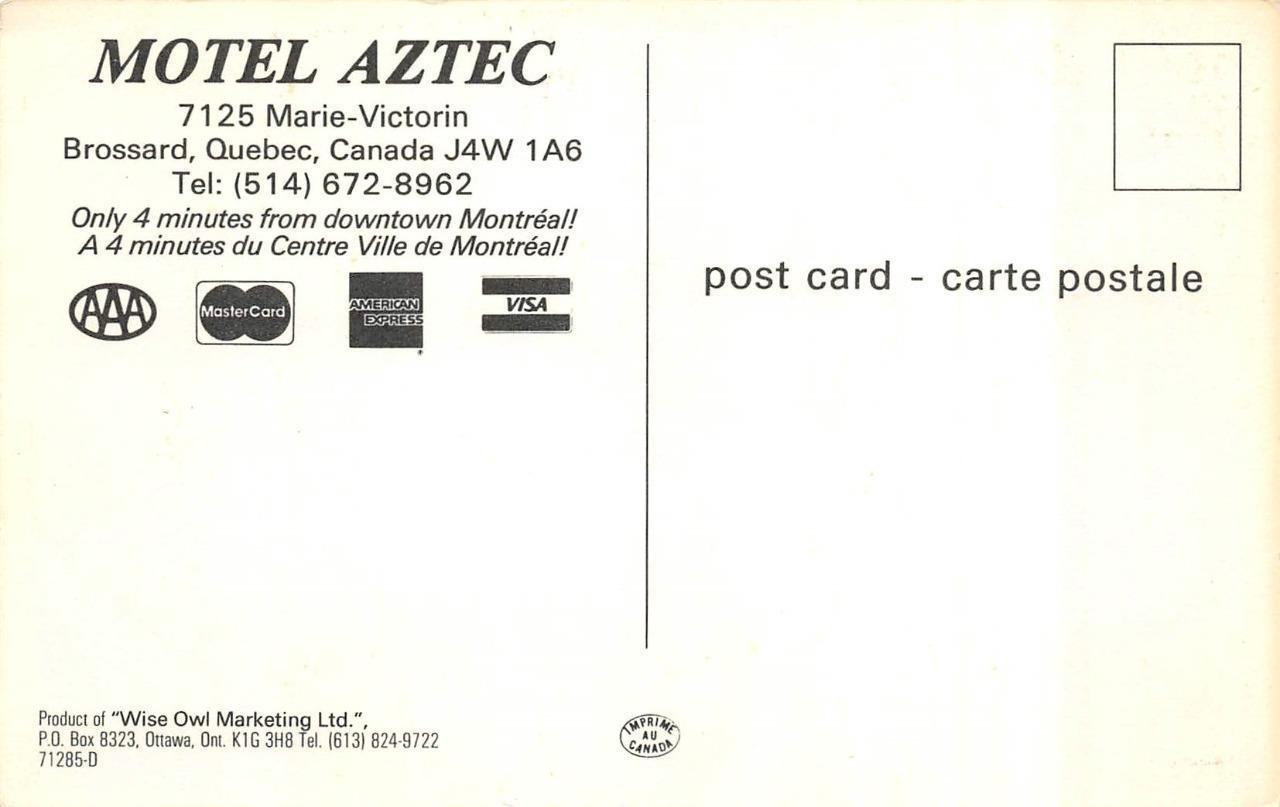 MOTEL AZTEC
7125 Marie-Victorin
Brossard, Quebec, Canada J4W 1A6
Tel: (514) 672-8962
Only 4 minutes from downtown Montréal!
A 4 minutes du Centre Ville de Montréal!
AAA
MasterCard
AMERICAN
EXPRESS
VISA
post card - carte postale
Product of "Wise Owl Marketing Ltd.",
P.O. Box 8323, Ottawa, Ont. K1G 3H8 Tel. (613) 824-9722
71285-D
IMPRIMÉ
AU
CANADA